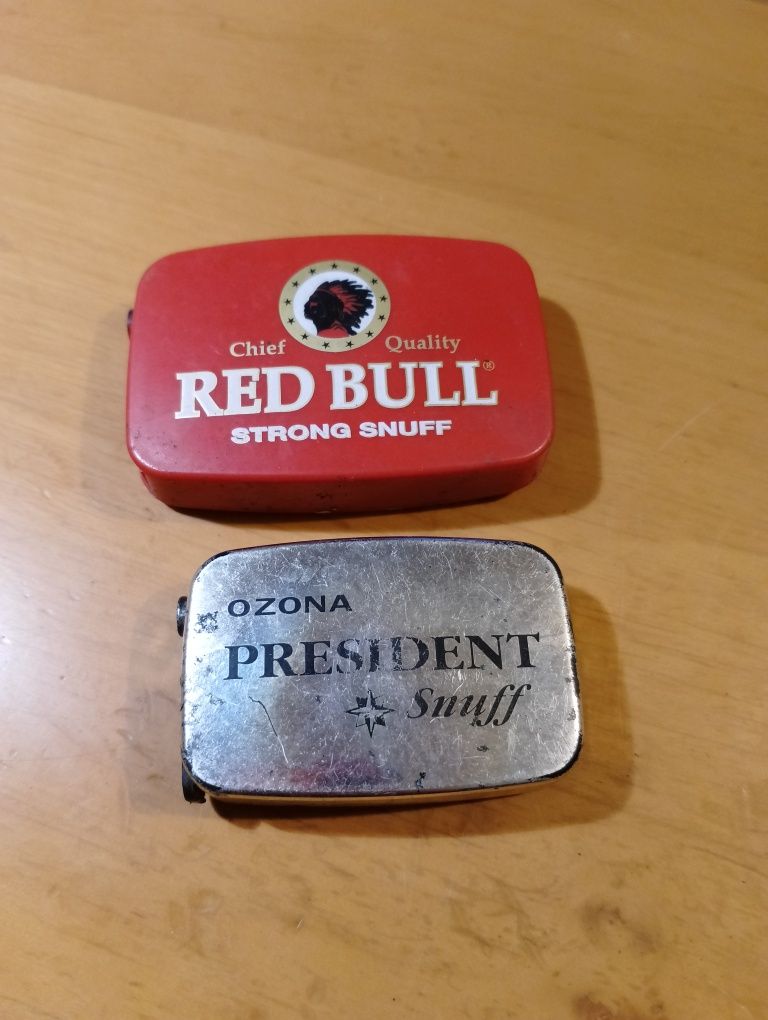 Chief Quality
RED BULL®
STRONG SNUFF
OZONA
PRESIDENT
Snuff